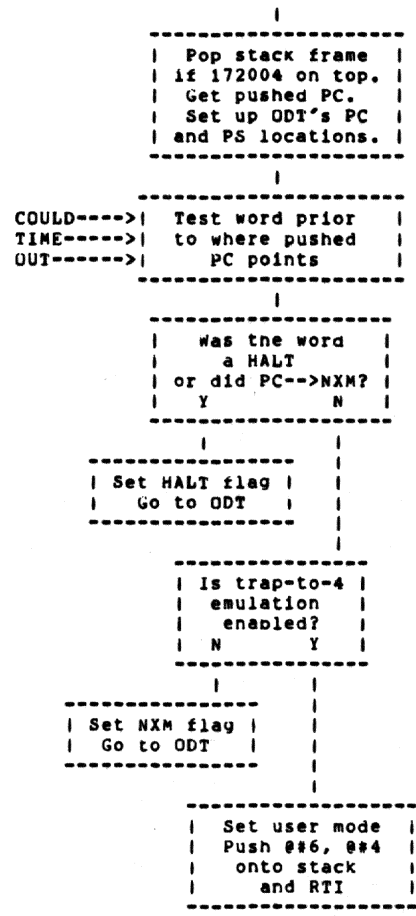 Pop stack frame
if 172004 on top.
Get pushed PC.
Set up ODT's PC
and PS locations.
COULD---->| Test word prior
TIME----->| to where pushed
OUT------>| PC points
Was the word
a HALT
or did PC-->NXM?
Y N
Set HALT flag
Go to ODT
Is trap-to-4
emulation
enabled?
N Y
Set NXM flag
Go to ODT
Set user mode
Push @#6, @#4
onto stack
and RTI